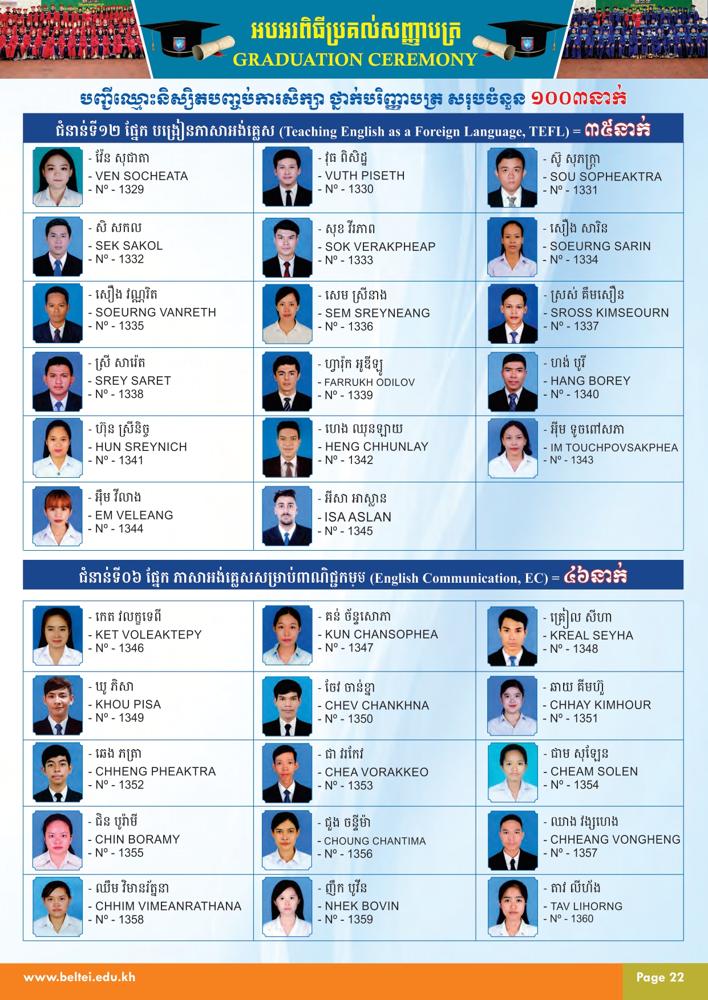 អបអរពិធីប្រគល់សញ្ញាបត្រ
GRADUATION CEREMONY
បញ្ជីឈ្មោះនិស្សិតបញ្ចប់ការសិក្សា ថ្នាក់បរិញ្ញាបត្រ សរុបចំនួន ១០០៣នាក់
ជំនាន់ទី១២ ផ្នែក បង្រៀនភាសាអង់គ្លេស (Teaching English as a Foreign Language, TEFL) = ៣៥នាក់
- វ៉ែន សុជាតា
- VEN SOCHEATA
- Nº - 1329
- វុធ ពិសិដ្ឋ
- VUTH PISETH
- Nº - 1330
- ស៊ូ សុភក្ត្រា
- SOU SOPHEAKTRA
- Nº - 1331
- សិ សកល
- SEK SAKOL
- Nº - 1332
- សុខ វីរភាព
- SOK VERAKPHEAP
- Nº - 1333
- សឿង សារិន
- SOEURNG SARIN
- Nº - 1334
- សឿង វណ្ណរិត
- SOEURNG VANRETH
- Nº - 1335
- សេម ស្រីនាង
- SEM SREYNEANG
- Nº - 1336
- ស្រស់ គឹមសឿន
- SROSS KIMSEOURN
- Nº - 1337
- ស្រី សារ៉េត
- SREY SARET
- Nº - 1338
- ហ្វារ៉ុក អូឌីឡូ
- FARRUKH ODILOV
- Nº - 1339
- ហង់ បូរី
- HANG BOREY
- Nº - 1340
- ហ៊ុន ស្រីនិច្ច
- HUN SREYNICH
- Nº - 1341
- ហេង ឈុនឡាយ
- HENG CHHUNLAY
- Nº - 1342
- អ៊ីម ទូចពៅសភា
- IM TOUCHPOVSAKPHEA
- Nº - 1343
- អ៊ឹម វីលាង
- EM VELEANG
- Nº - 1344
- អីសា អាស្លាន
- ISA ASLAN
- Nº - 1345
ជំនាន់ទី០៦ ផ្នែក ភាសាអង់គ្លេសសម្រាប់ពាណិជ្ជកម្ម (English Communication, EC) = ៤៦នាក់
- កេត វលក្ខទេពី
- KET VOLEAKTEPY
- Nº - 1346
- គន់ ច័ន្ទសោភា
- KUN CHANSOPHEA
- Nº - 1347
- គ្រៀល សីហា
- KREAL SEYHA
- Nº - 1348
- ឃូ ភិសា
- KHOU PISA
- Nº - 1349
- ចែវ ចាន់ខ្នា
- CHEV CHANKHNA
- Nº - 1350
- ឆាយ គីមហ៊ួ
- CHHAY KIMHOUR
- Nº - 1351
- ឆេង ភត្រា
- CHHENG PHEAKTRA
- Nº - 1352
- ជា វរកែវ
- CHEA VORAKKEO
- Nº - 1353
- ជាម សុឡែន
- CHEAM SOLEN
- Nº - 1354
- ជិន បូរ៉ាមី
- CHIN BORAMY
- Nº - 1355
- ជួង ចន្ទីម៉ា
- CHOUNG CHANTIMA
- Nº - 1356
- ឈាង វង្សហេង
- CHHEANG VONGHENG
- Nº - 1357
- ឈឹម វិមានរ័ត្ននា
- CHHIM VIMEANRATHANA
- Nº - 1358
- ញឹក បូវីន
- NHEK BOVIN
- Nº - 1359
- តាវ លីហ័ង
- TAV LIHORNG
- Nº - 1360
www.beltei.edu.kh
Page 22